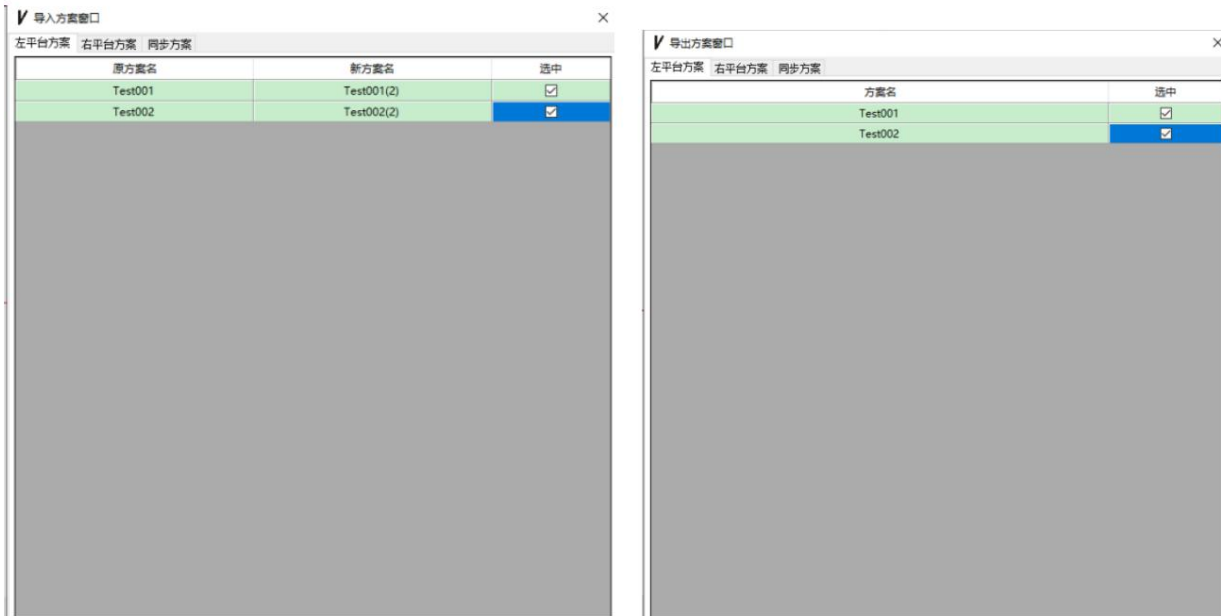 V 导入方案窗口
左平台方案 右平台方案 同步方案
原方案名 新方案名 选中
Test001 Test001(2)
Test002 Test002(2)
V 导出方案窗口
左平台方案 右平台方案 同步方案
方案名 选中
Test001
Test002